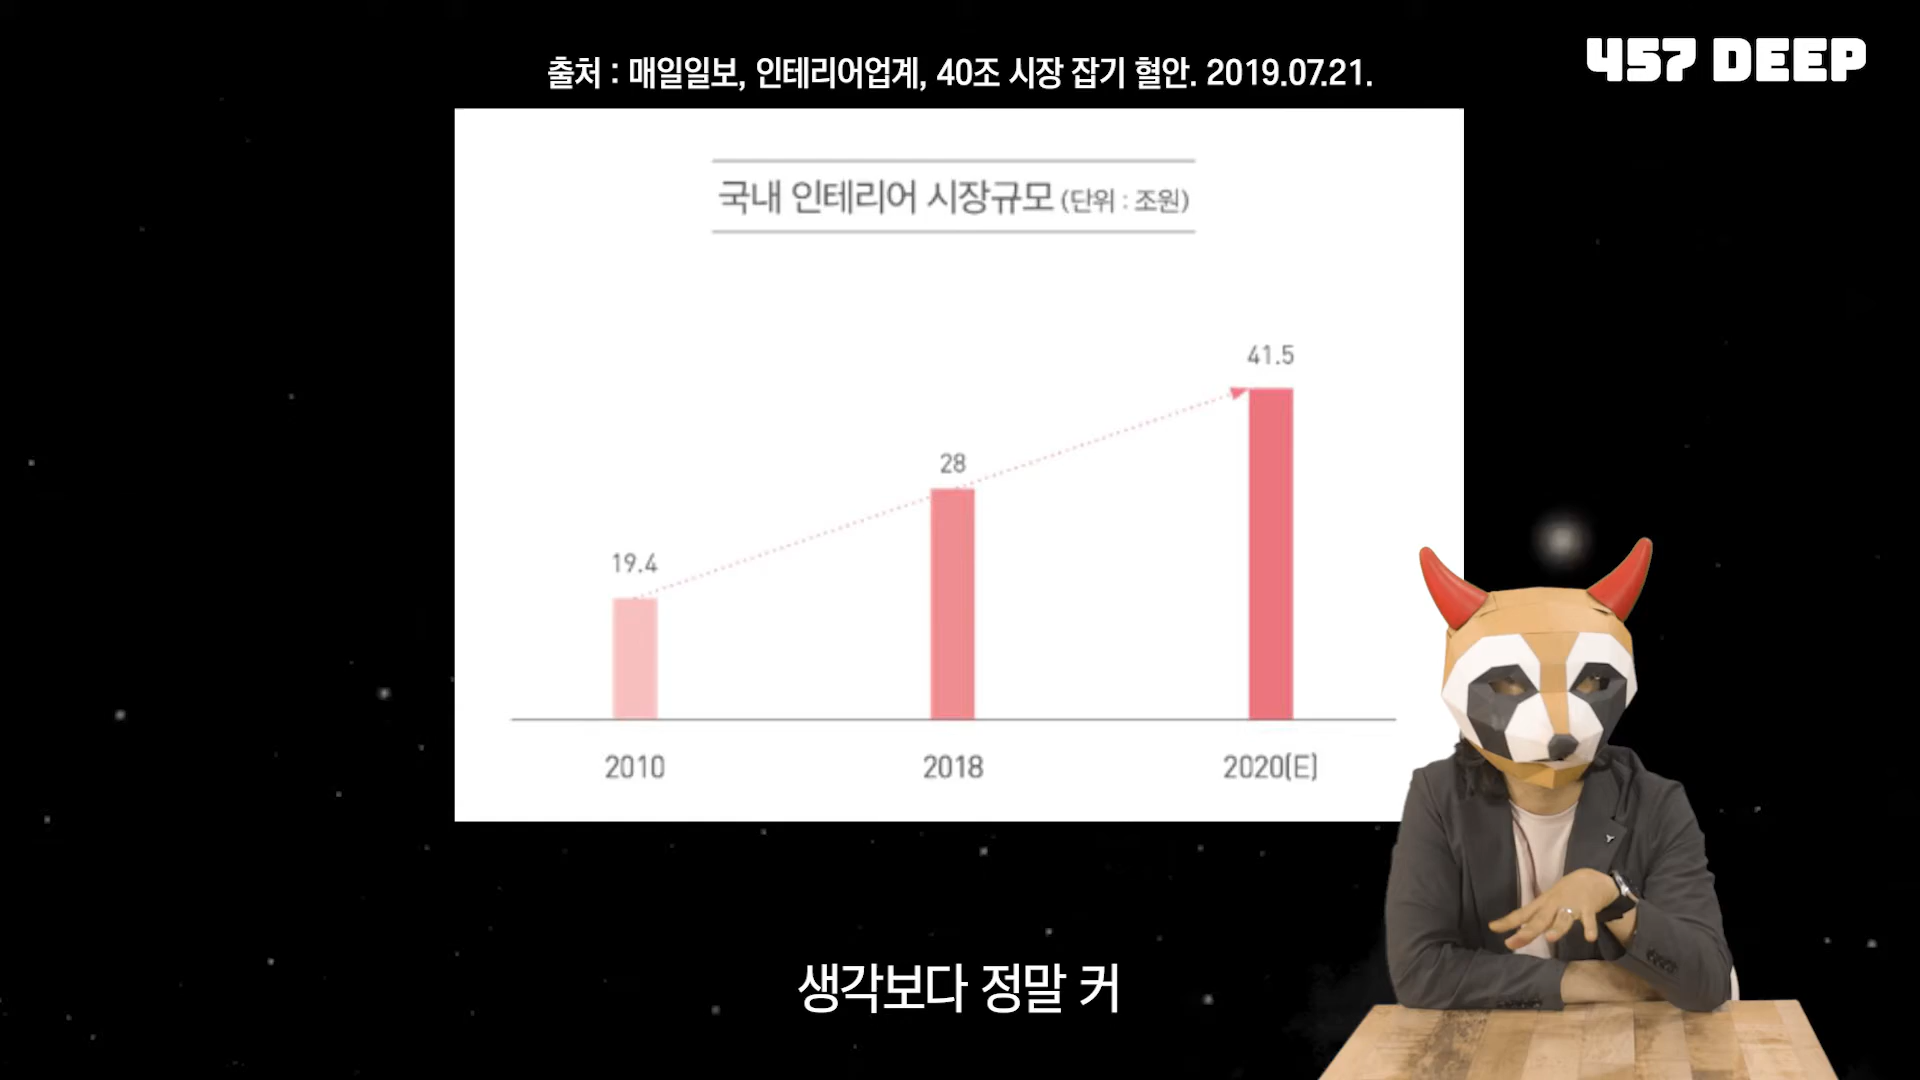 457 DEEP
출처 : 매일일보, 인테리어업계, 40조 시장 잡기 혈안. 2019.07.21.
국내 인테리어 시장규모 (단위 : 조원)
41.5
28
19.4
2010 2018 2020(E)
생각보다 정말 커